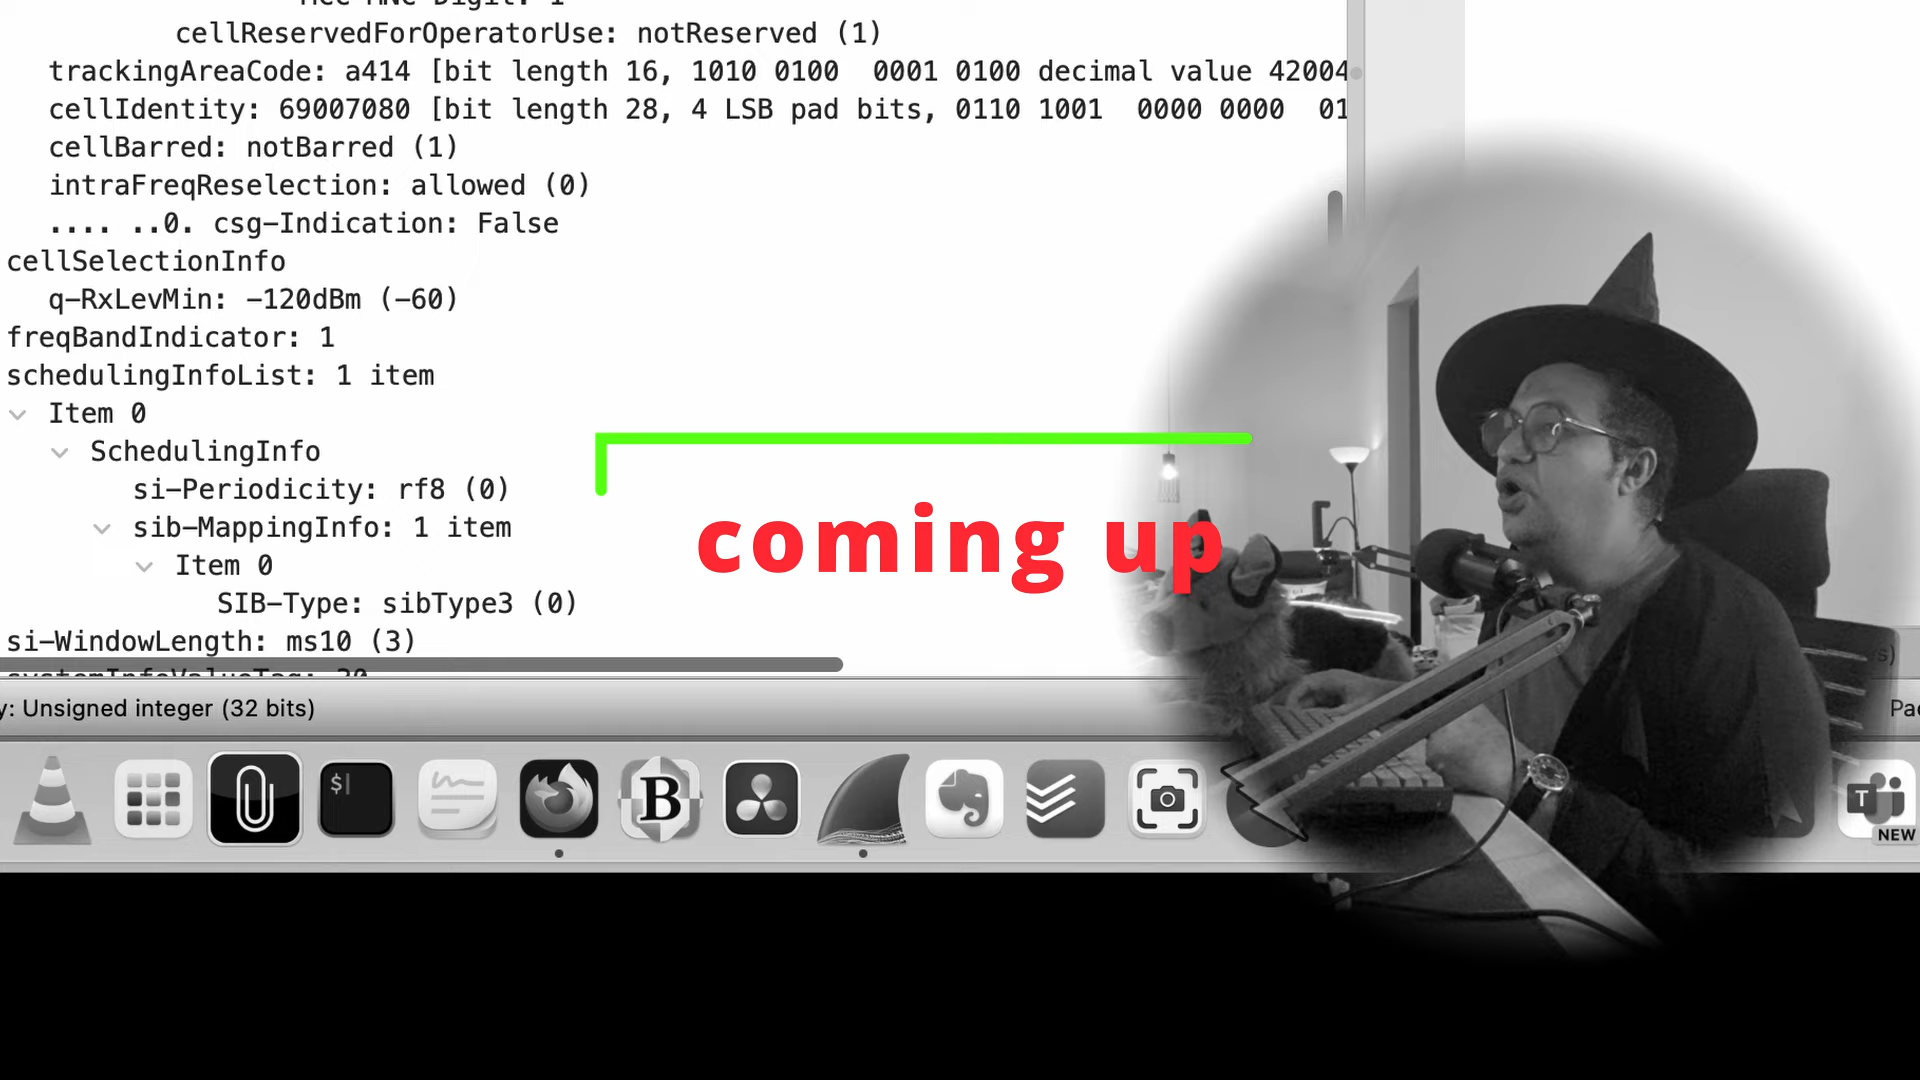 cellReservedForOperatorUse: notReserved (1)
trackingAreaCode: a414 [bit length 16, 1010 0100  0001 0100 decimal value 42004
cellIdentity: 69007080 [bit length 28, 4 LSB pad bits, 0110 1001  0000 0000  01
cellBarred: notBarred (1)
intraFreqReselection: allowed (0)
.... ..0. csg-Indication: False
cellSelectionInfo
q-RxLevMin: -120dBm (-60)
freqBandIndicator: 1
schedulingInfoList: 1 item
Item 0
SchedulingInfo
si-Periodicity: rf8 (0)
sib-MappingInfo: 1 item
coming up
Item 0
SIB-Type: sibType3 (0)
si-WindowLength: ms10 (3)
y: Unsigned integer (32 bits)
$
B
T
NEW